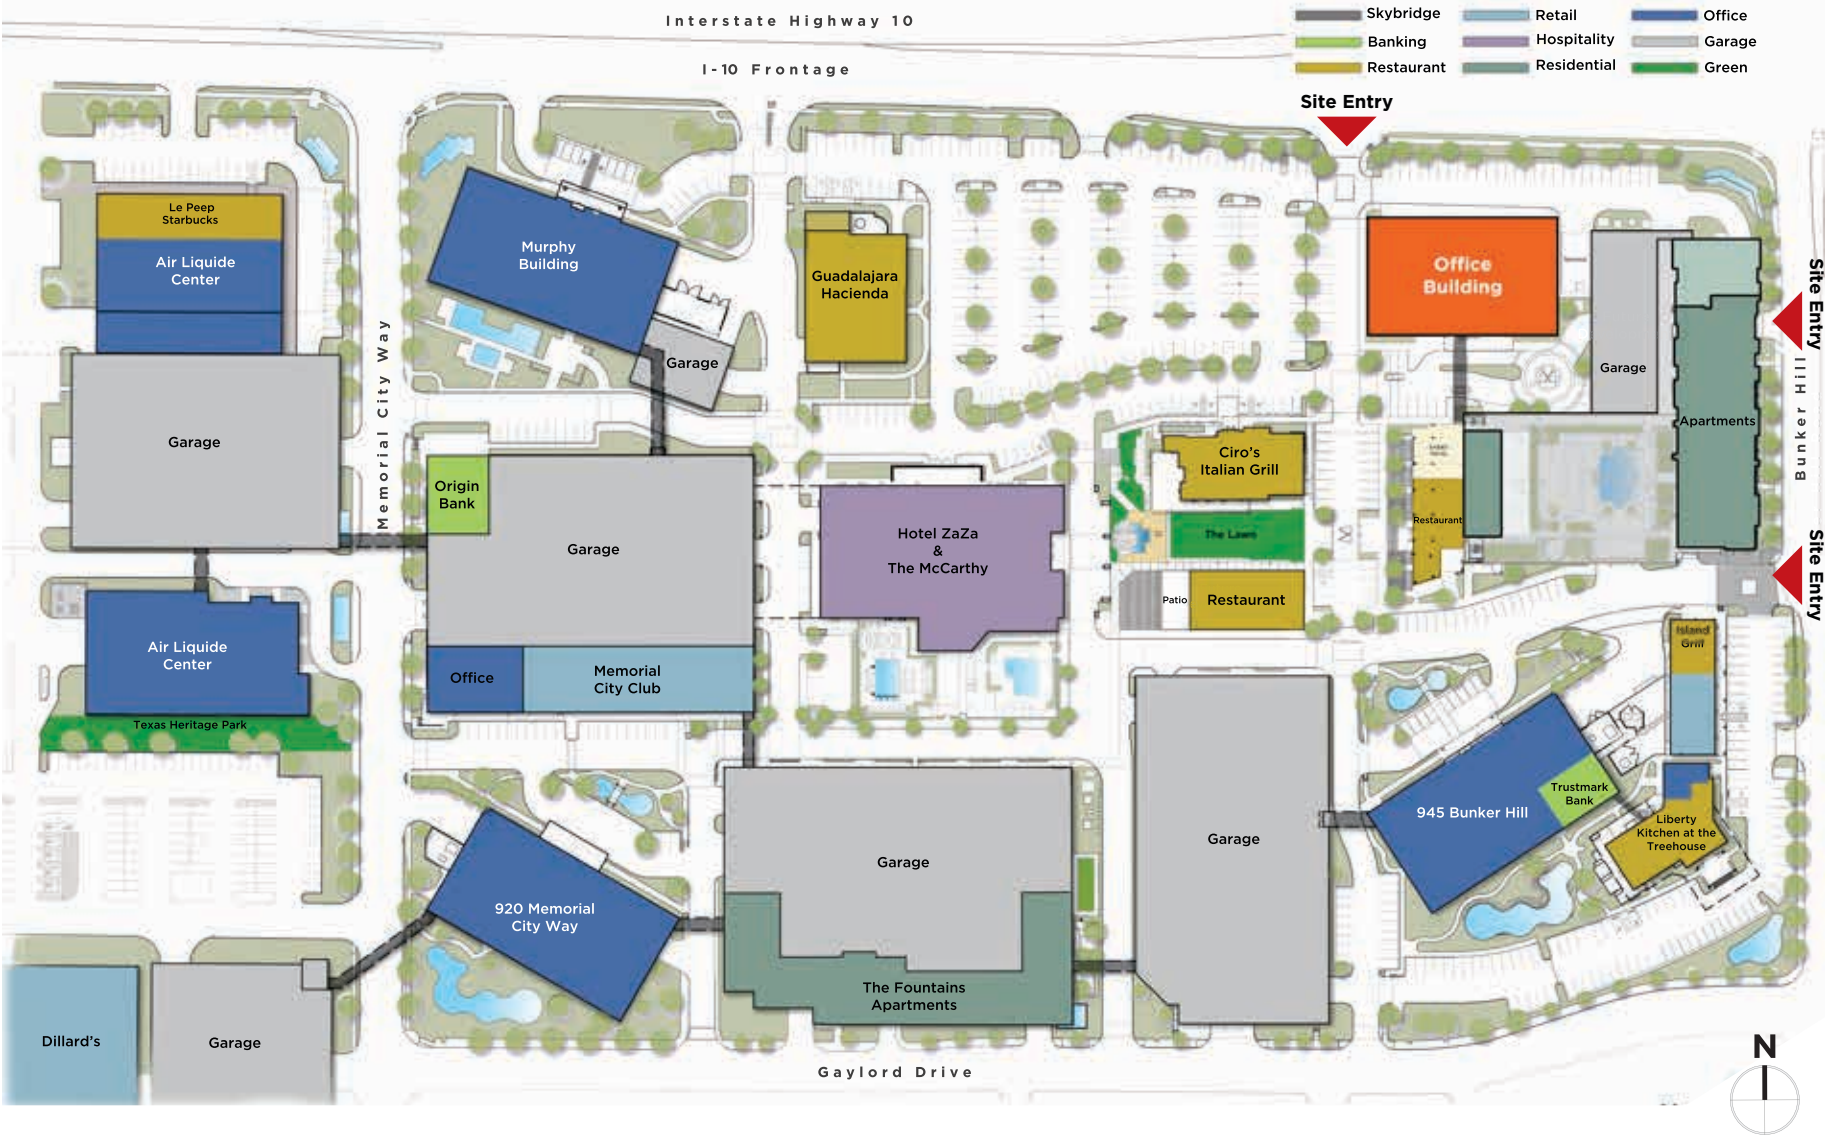 Interstate Highway 10
I-10 Frontage
Skybridge
Retail
Office
Banking
Hospitality
Garage
Restaurant
Residential
Green
Site Entry
Le Peep
Starbucks
Air Liquide
Center
Murphy
Building
Guadalajara
Hacienda
Office
Building
Site Entry
Garage
Garage
Apartments
Bunker Hill
Memorial City Way
Garage
Origin
Bank
Garage
Ciro's
Italian Grill
Restaurant
Hotel ZaZa
&
The McCarthy
The Lawn
Site Entry
Patio
Restaurant
Air Liquide
Center
Office
Memorial
City Club
Island
Grill
Texas Heritage Park
Trustmark
Bank
945 Bunker Hill
Liberty
Kitchen at the
Treehouse
Garage
Garage
920 Memorial
City Way
The Fountains
Apartments
Dillard's
Garage
Gaylord Drive
N